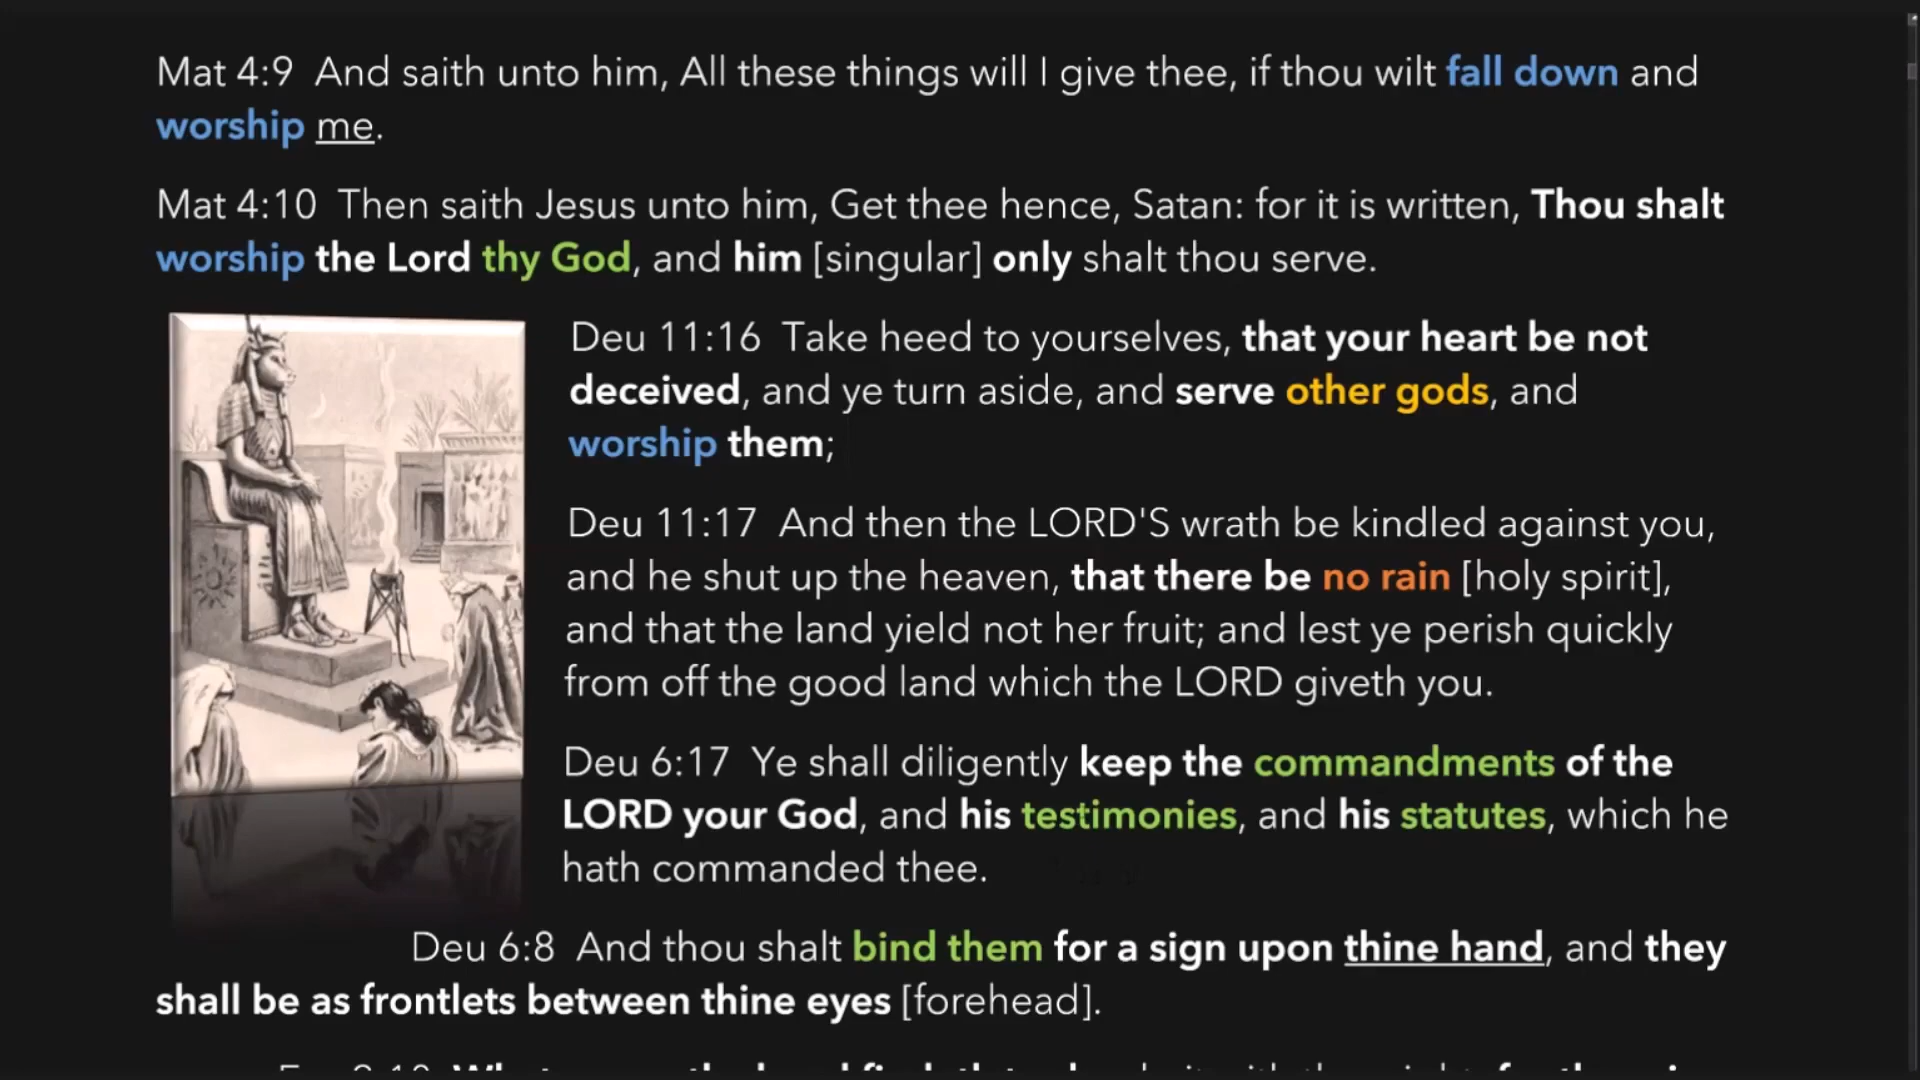 Mat 4:9 And saith unto him, All these things will I give thee, if thou wilt fall down and
worship me.
Mat 4:10 Then saith Jesus unto him, Get thee hence, Satan: for it is written, Thou shalt
worship the Lord thy God, and him [singular] only shalt thou serve.
Deu 11:16 Take heed to yourselves, that your heart be not
deceived, and ye turn aside, and serve other gods, and
worship them;
Deu 11:17 And then the LORD'S wrath be kindled against you,
and he shut up the heaven, that there be no rain [holy spirit],
and that the land yield not her fruit; and lest ye perish quickly
from off the good land which the LORD giveth you.
Deu 6:17 Ye shall diligently keep the commandments of the
LORD your God, and his testimonies, and his statutes, which he
hath commanded thee.
Deu 6:8 And thou shalt bind them for a sign upon thine hand, and they
shall be as frontlets between thine eyes [forehead].